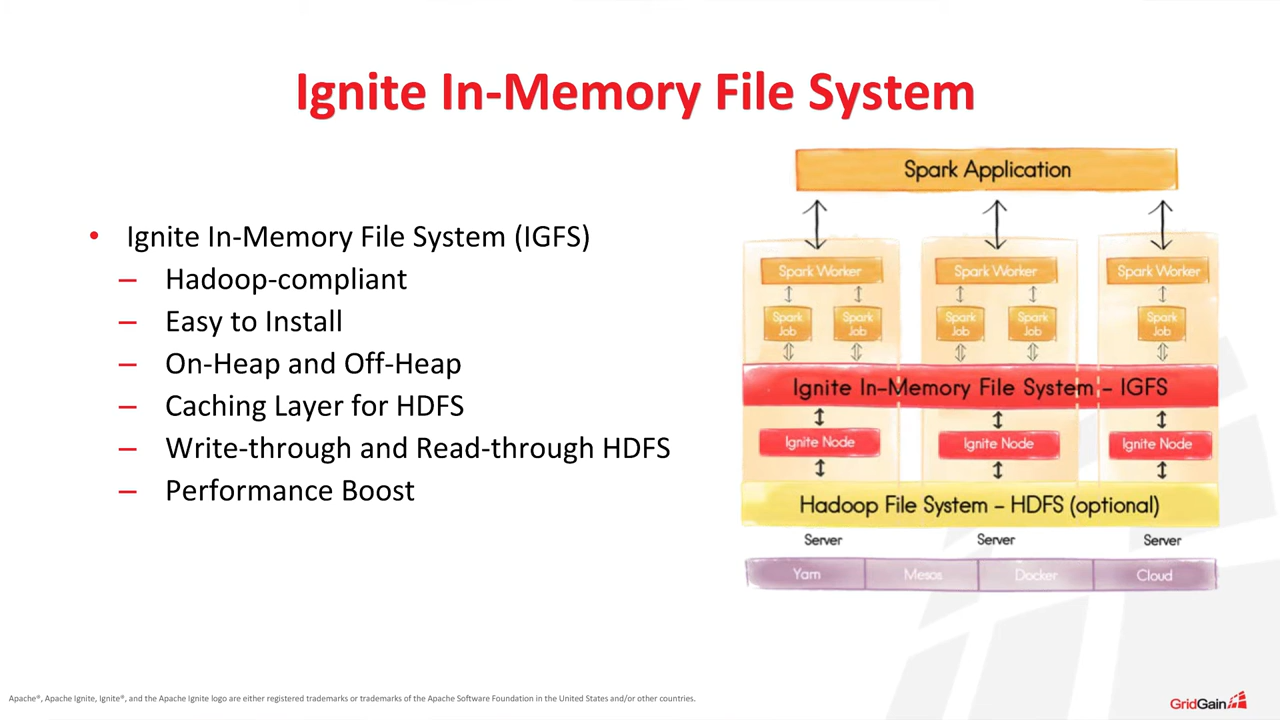 Ignite In-Memory File System
• Ignite In-Memory File System (IGFS)
– Hadoop-compliant
– Easy to Install
– On-Heap and Off-Heap
– Caching Layer for HDFS
– Write-through and Read-through HDFS
– Performance Boost
Spark Application
Spark Worker Spark Worker Spark Worker
Spark Spark Spark Spark Spark
Job Job Job Job Job
Ignite In-Memory File System – IGFS
Ignite Node Ignite Node Ignite Node
Hadoop File System – HDFS (optional)
Server Server Server
Yarn Mesos Docker Cloud
Apache®, Apache Ignite, Ignite®, and the Apache Ignite logo are either registered trademarks or trademarks of the Apache Software Foundation in the United States and/or other countries.
GridGain